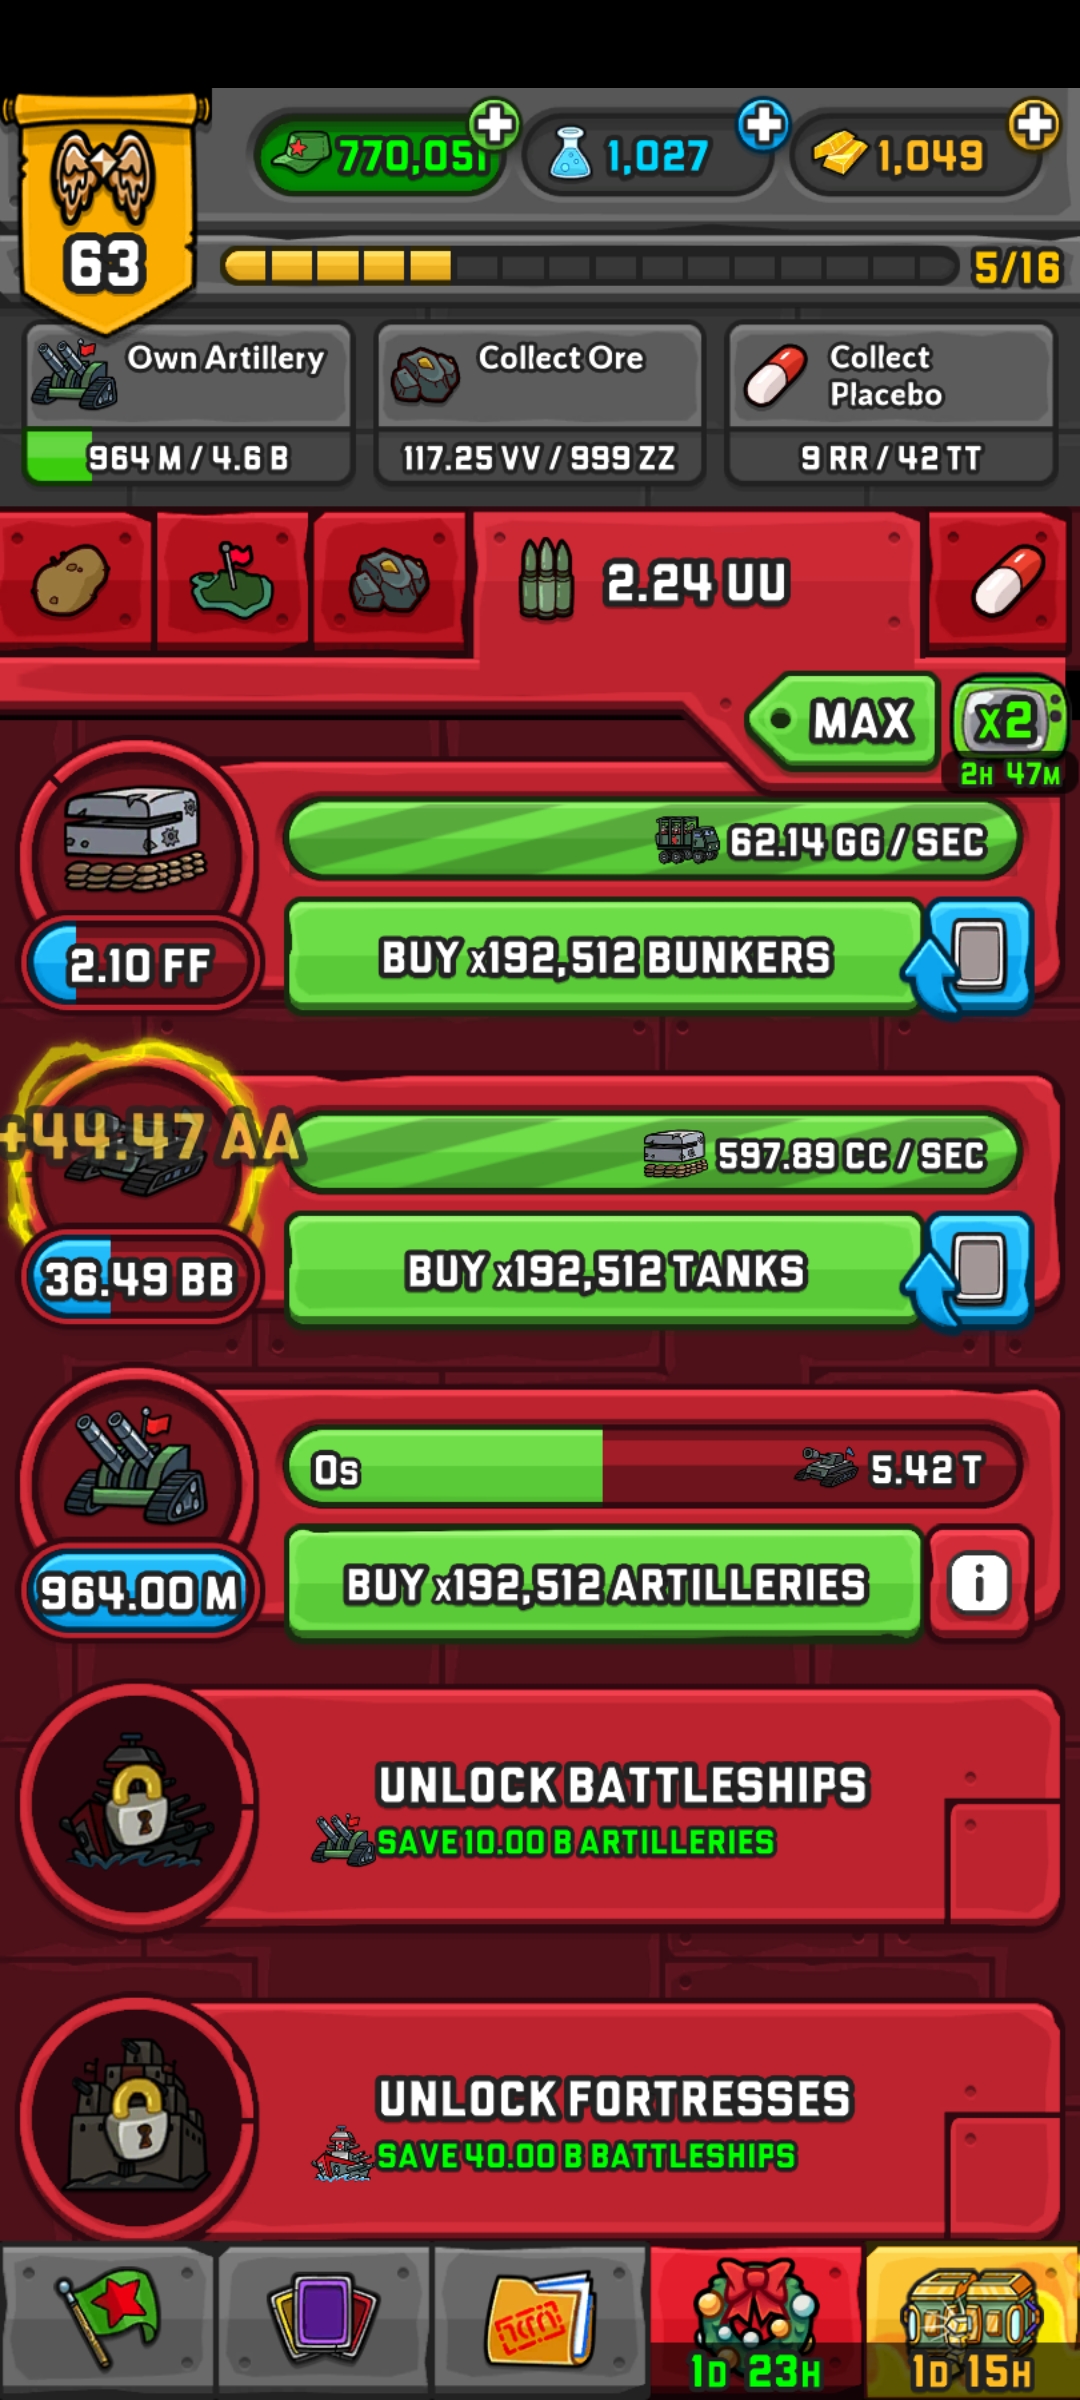 770,051
1,027
1,049
63
5/16
Own Artillery
964 M / 4.6 B
Collect Ore
117.25 VV / 999 ZZ
Collect
Placebo
9 RR / 42 TT
2.24 UU
MAX
x2
2H 47M
62.14 GG / SEC
2.10 FF
BUY x192,512 BUNKERS
+44.47 AA
597.89 CC / SEC
36.49 BB
BUY x192,512 TANKS
0s
5.42 T
964.00 M
BUY x192,512 ARTILLERIES
i
UNLOCK BATTLESHIPS
SAVE 10.00 B ARTILLERIES
UNLOCK FORTRESSES
SAVE 40.00 B BATTLESHIPS
1D 23H
1D 15H